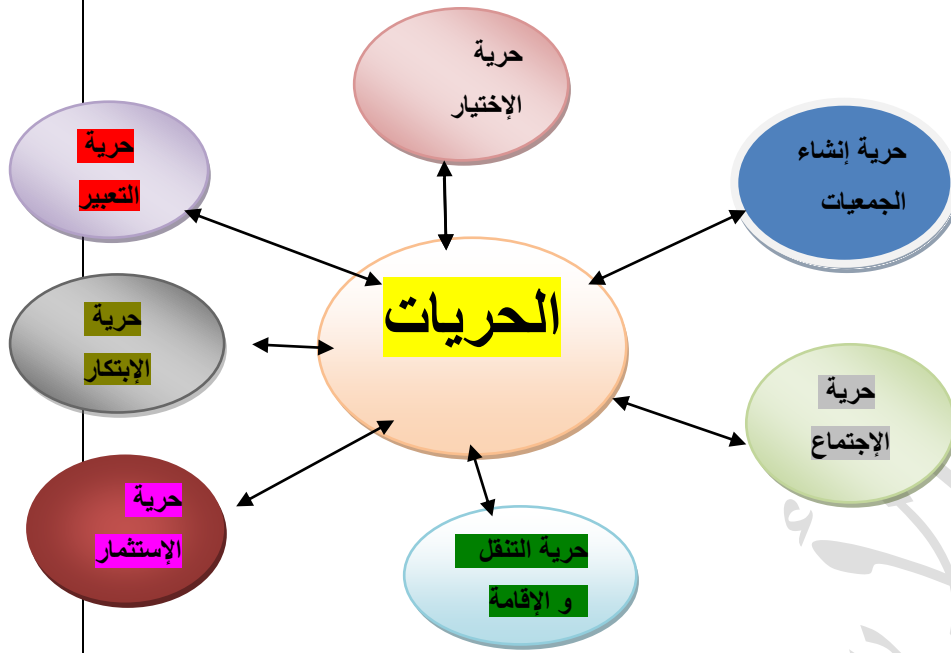 حرية
الإختيار
حرية إنشاء
الجمعيات
حرية
التعبير
الحريات
حرية
الإبتكار
حرية
الإجتماع
حرية
الإستثمار
حرية التنقل
و الإقامة